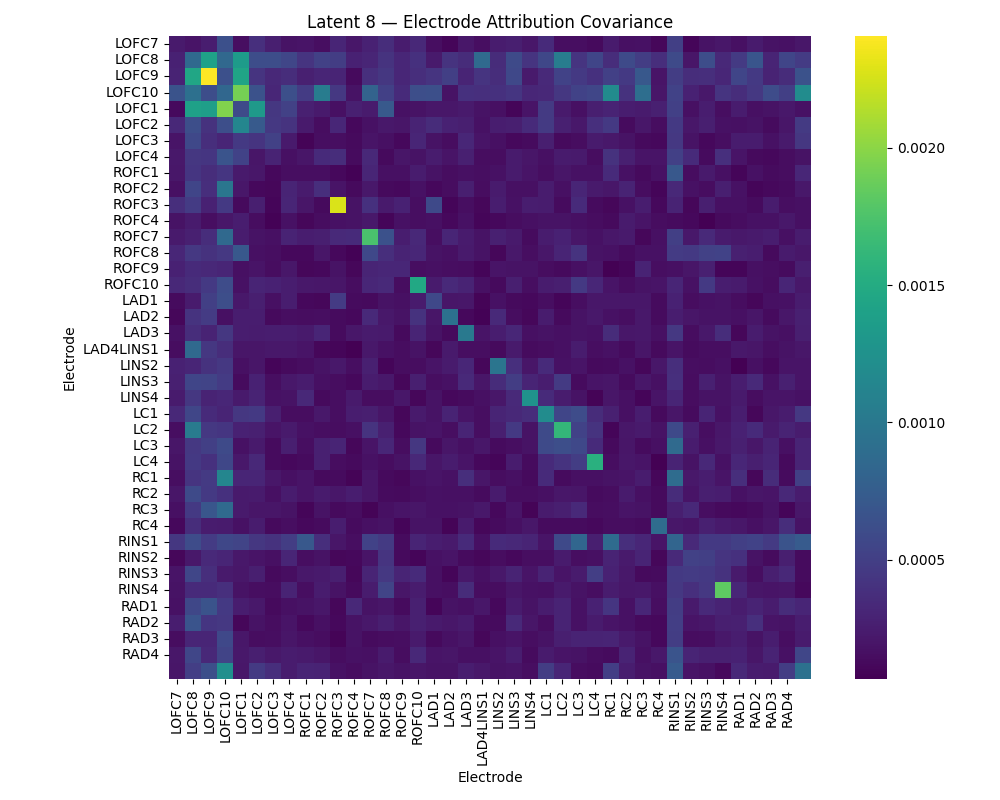 Latent 8 — Electrode Attribution Covariance
LOFC7
LOFC8
LOFC9
LOFC10
LOFC1
LOFC2
LOFC3
LOFC4
ROFC1
ROFC2
ROFC3
ROFC4
ROFC7
ROFC8
ROFC9
ROFC10
LAD1
LAD2
LAD3
LAD4LINS1
LINS2
LINS3
LINS4
LC1
LC2
LC3
LC4
RC1
RC2
RC3
RC4
RINS1
RINS2
RINS3
RINS4
RAD1
RAD2
RAD3
RAD4
Electrode
LOFC7
LOFC8
LOFC9
LOFC10
LOFC1
LOFC2
LOFC3
LOFC4
ROFC1
ROFC2
ROFC3
ROFC4
ROFC7
ROFC8
ROFC9
ROFC10
LAD1
LAD2
LAD3
LAD4LINS1
LINS2
LINS3
LINS4
LC1
LC2
LC3
LC4
RC1
RC2
RC3
RC4
RINS1
RINS2
RINS3
RINS4
RAD1
RAD2
RAD3
RAD4
Electrode
0.0020
0.0015
0.0010
0.0005